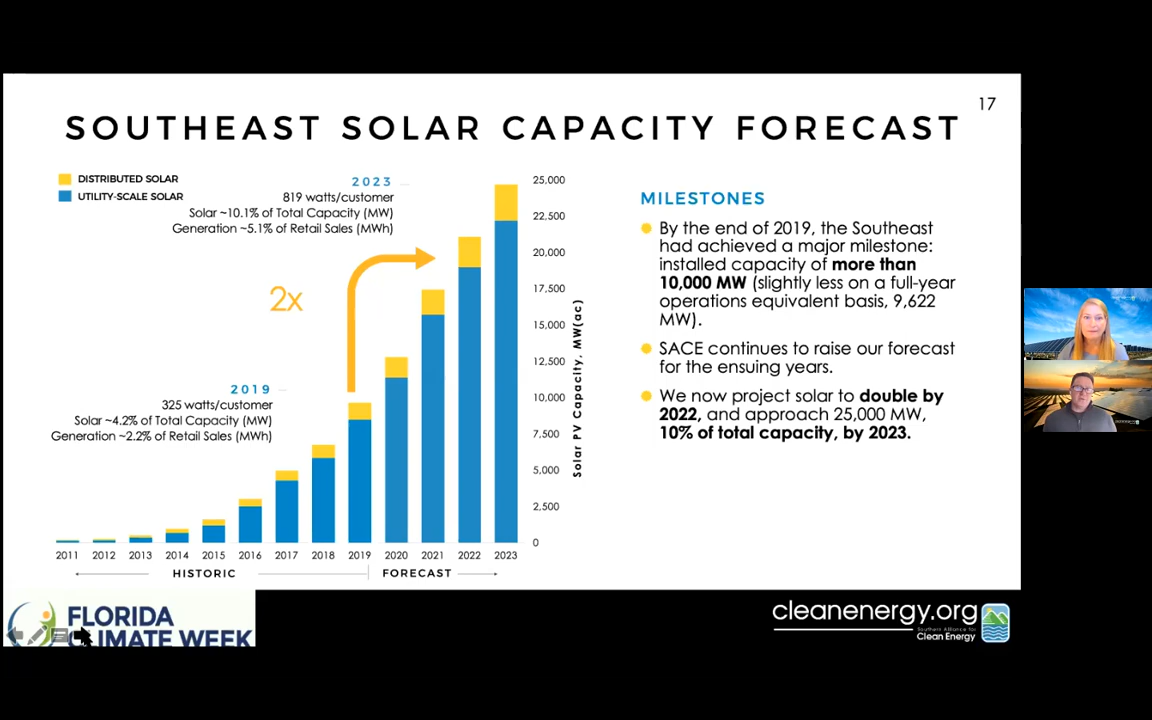 17
SOUTHEAST SOLAR CAPACITY FORECAST
DISTRIBUTED SOLAR
UTILITY-SCALE SOLAR
2023
819 watts/customer
Solar ~10.1% of Total Capacity (MW)
Generation ~5.1% of Retail Sales (MWh)
2x
2019
325 watts/customer
Solar ~4.2% of Total Capacity (MW)
Generation ~2.2% of Retail Sales (MWh)
25,000
22,500
20,000
17,500
15,000
12,500
10,000
7,500
5,000
2,500
0
Solar PV Capacity, MW(ac)
2011 2012 2013 2014 2015 2016 2017 2018 2019 2020 2021 2022 2023
HISTORIC FORECAST
MILESTONES
By the end of 2019, the Southeast
had achieved a major milestone:
installed capacity of more than
10,000 MW (slightly less on a full-year
operations equivalent basis, 9,622
MW).
SACE continues to raise our forecast
for the ensuing years.
We now project solar to double by
2022, and approach 25,000 MW,
10% of total capacity, by 2023.
FLORIDA
CLIMATE WEEK
cleanenergy.org
Southern Alliance for
Clean Energy